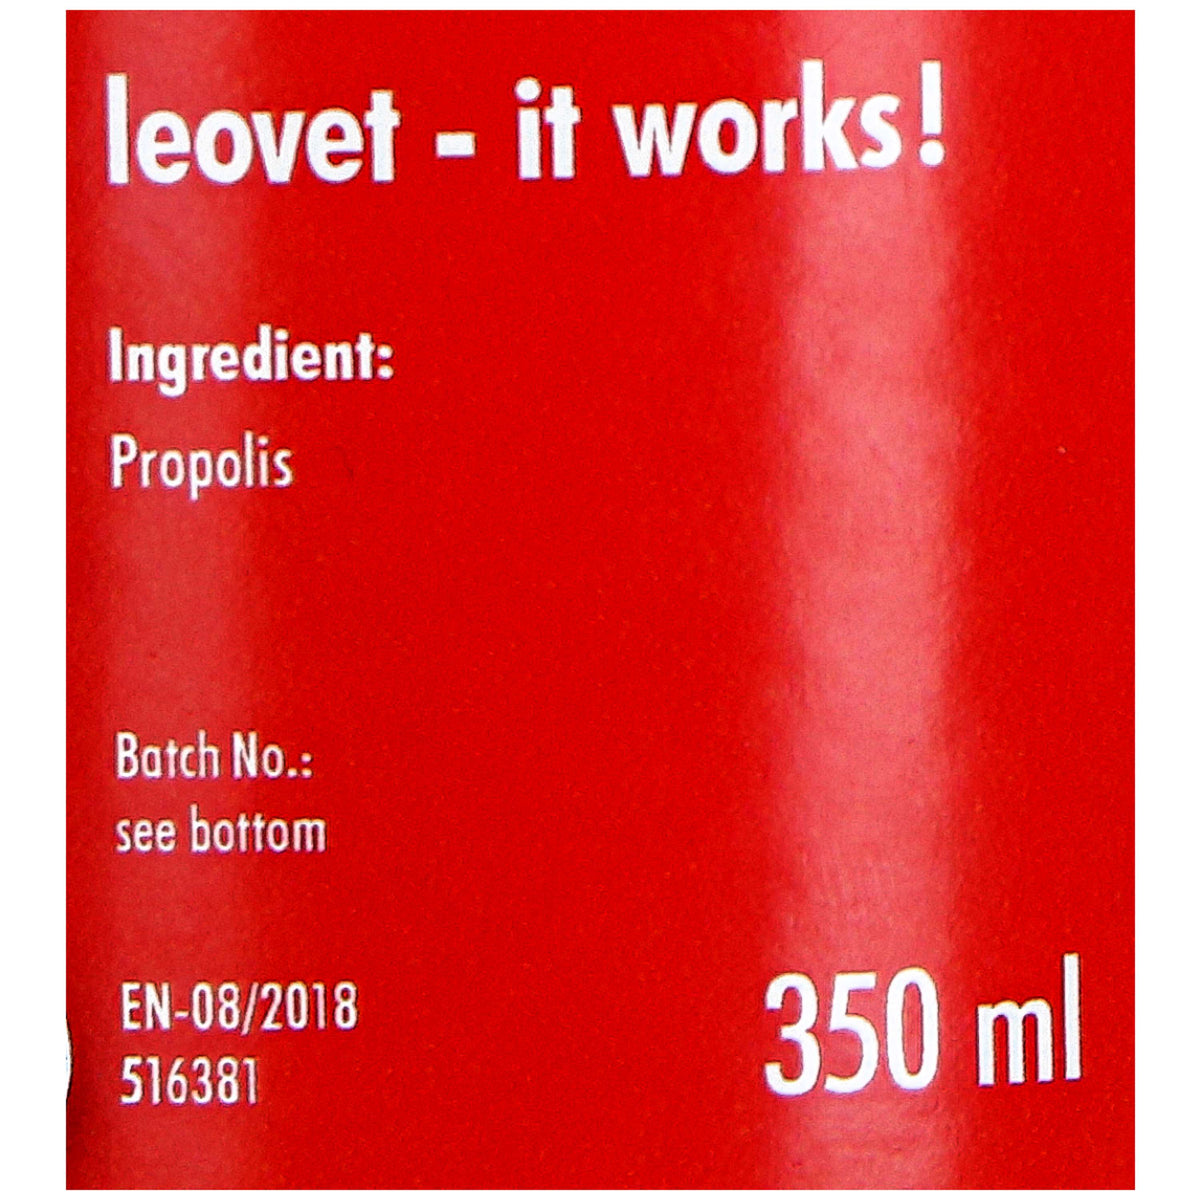 leovet - it works!
Ingredient:
Propolis
Batch No.:
see bottom
EN-08/2018
516381
350 ml